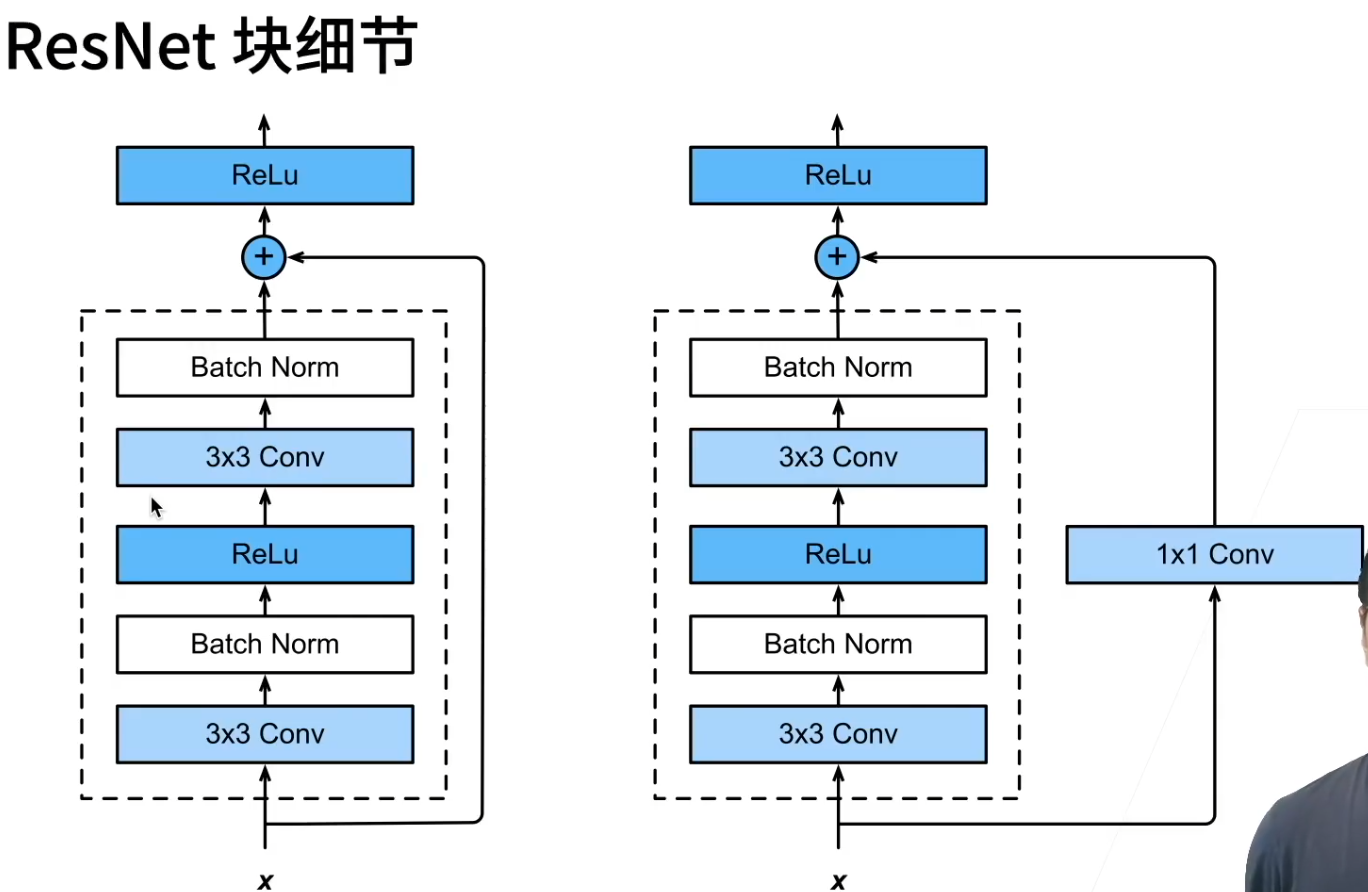 ResNet 块细节
ReLu
+
Batch Norm
3x3 Conv
ReLu
Batch Norm
3x3 Conv
x
ReLu
+
Batch Norm
3x3 Conv
ReLu
1x1 Conv
Batch Norm
3x3 Conv
x